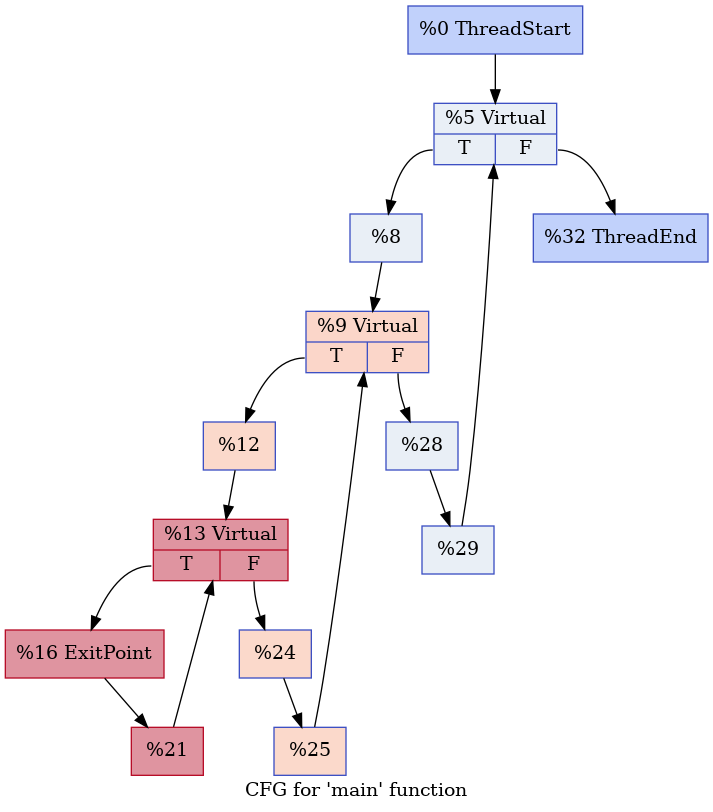 %0 ThreadStart
%5 Virtual
T F
%8
%32 ThreadEnd
%9 Virtual
T F
%12
%28
%13 Virtual
T F
%29
%16 ExitPoint
%24
%21
%25
CFG for 'main' function